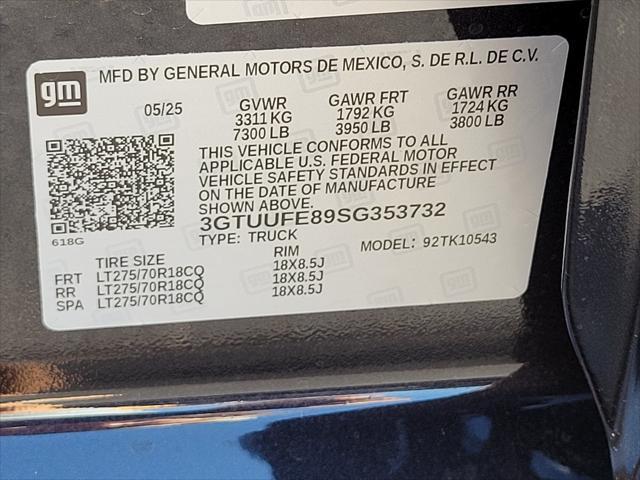 gm
MFD BY GENERAL MOTORS DE MEXICO, S. DE R.L. DE C.V.
05/25 GVWR GAWR FRT GAWR RR
3311 KG 1792 KG 1724 KG
7300 LB 3950 LB 3800 LB
THIS VEHICLE CONFORMS TO ALL
APPLICABLE U.S. FEDERAL MOTOR
VEHICLE SAFETY STANDARDS IN EFFECT
ON THE DATE OF MANUFACTURE
SHOWN ABOVE.
3GTUUFE89SG353732
618G
TYPE: TRUCK MODEL: 92TK10543
TIRE SIZE RIM
FRT LT275/70R18CQ 18X8.5J
RR LT275/70R18CQ 18X8.5J
SPA LT275/70R18CQ 18X8.5J